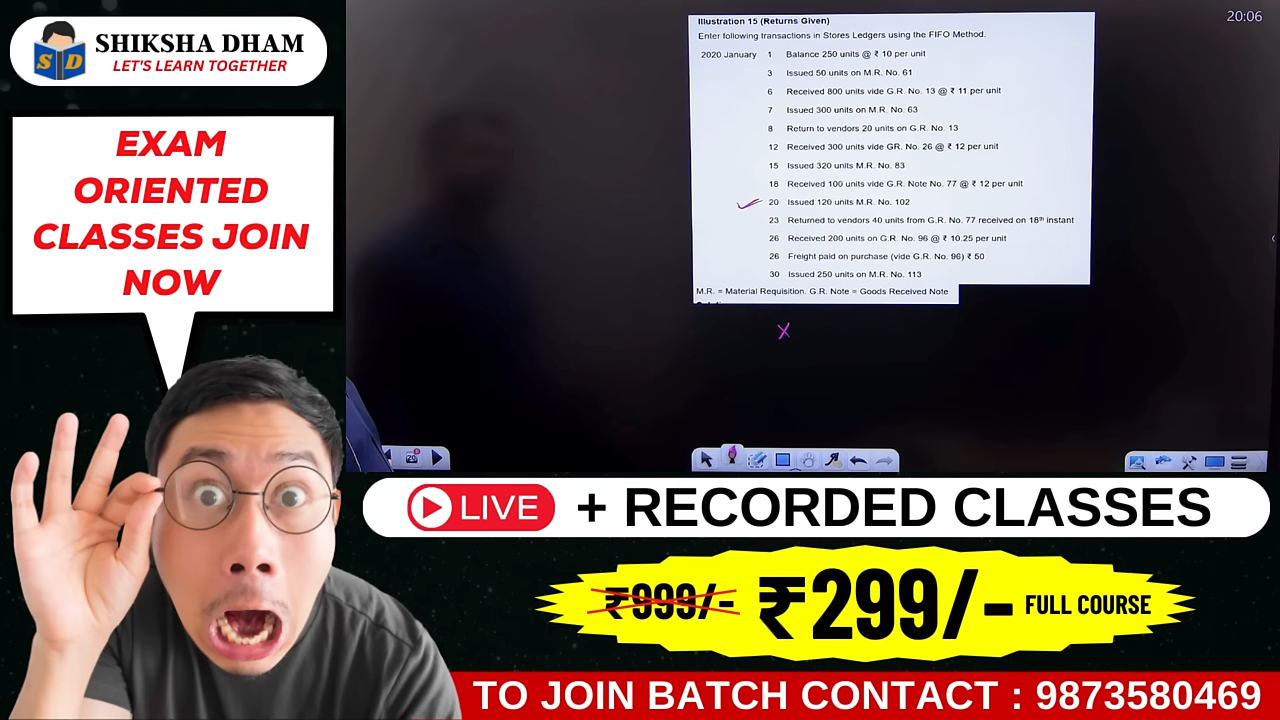 SHIKSHA DHAM
LET'S LEARN TOGETHER
S D
EXAM
ORIENTED
CLASSES JOIN
NOW
20:06
Illustration 15 (Returns Given)
Enter following transactions in Stores Ledgers using the FIFO Method.
2020 January 1 Balance 250 units @ ₹ 10 per unit
3 Issued 50 units on M.R. No. 61
6 Received 800 units vide G.R. No. 13 @ ₹ 11 per unit
7 Issued 300 units on M.R. No. 63
8 Return to vendors 20 units on G.R. No. 13
12 Received 300 units vide GR. No. 26 @ ₹ 12 per unit
15 Issued 320 units M.R. No. 83
18 Received 100 units vide G.R. Note No. 77 @ ₹ 12 per unit
20 Issued 120 units M.R. No. 102
23 Returned to vendors 40 units from G.R. No. 77 received on 18th instant
26 Received 200 units on G.R. No. 96 @ ₹ 10.25 per unit
26 Freight paid on purchase (vide G.R. No. 96) ₹ 50
30 Issued 250 units on M.R. No. 113
M.R. = Material Requisition. G.R. Note = Goods Received Note
LIVE + RECORDED CLASSES
₹999/- ₹299/- FULL COURSE
TO JOIN BATCH CONTACT : 9873580469